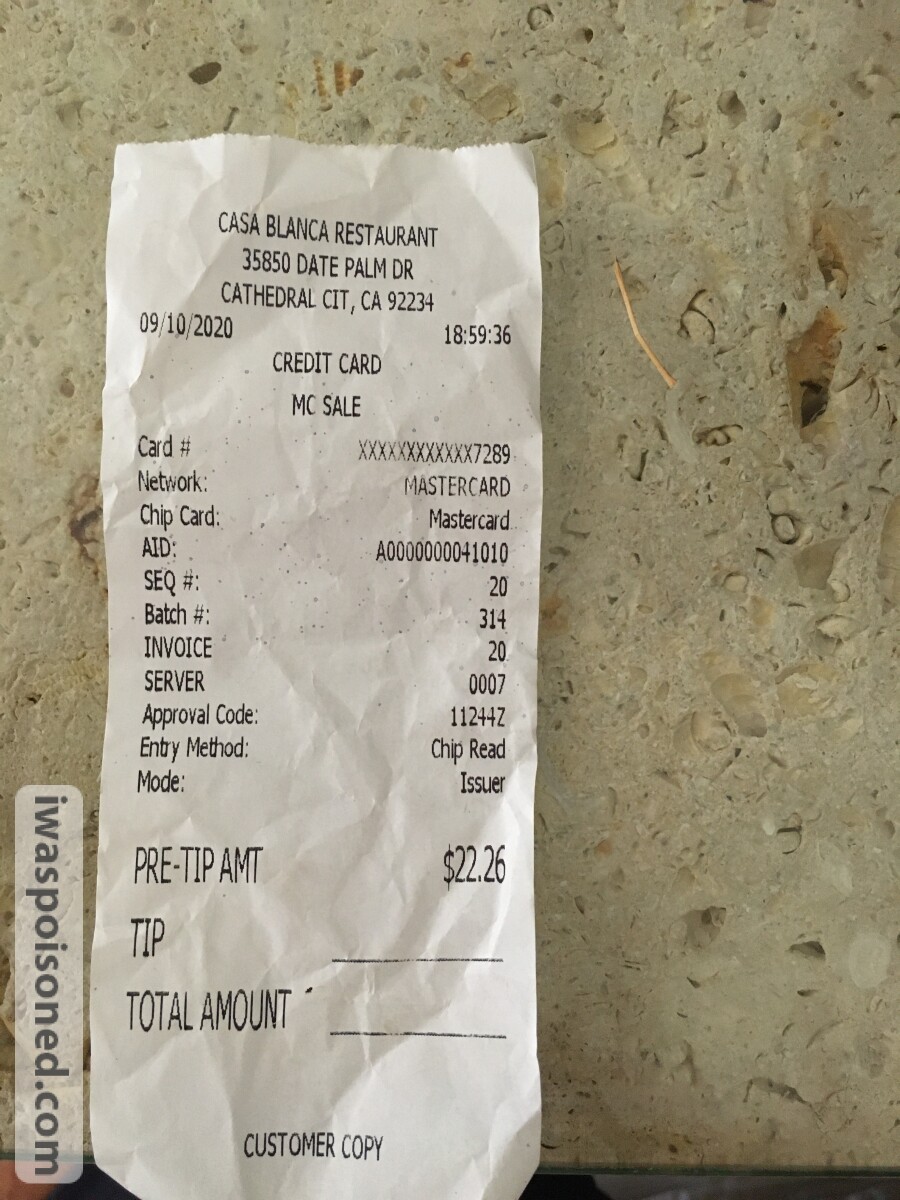 CASA BLANCA RESTAURANT
35850 DATE PALM DR
CATHEDRAL CIT, CA 92234
09/10/2020 18:59:36
CREDIT CARD
MC SALE
Card # XXXXXXXXXXXX7289
Network: MASTERCARD
Chip Card: Mastercard
AID: A0000000041010
SEQ #: 20
Batch #: 314
INVOICE 20
SERVER 0007
Approval Code: 11244Z
Entry Method: Chip Read
Mode: Issuer
PRE-TIP AMT $22.26
TIP
TOTAL AMOUNT
CUSTOMER COPY
iwaspoisoned.com